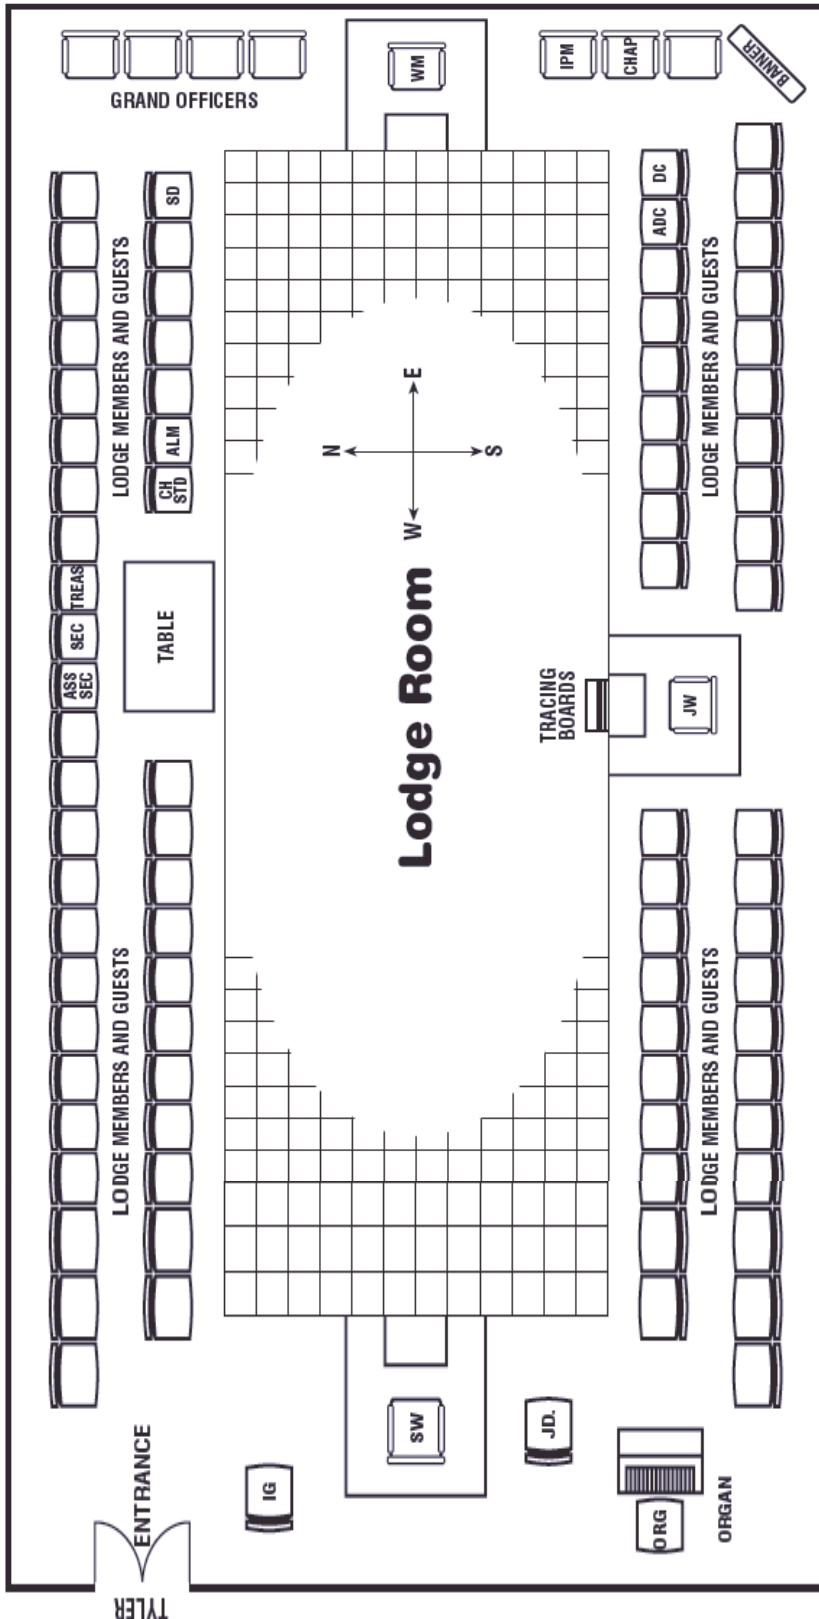 GRAND OFFICERS
WM
IPM
CHAP
BANNER
LODGE MEMBERS AND GUESTS
SD
ALM
CH
STD
DC
ADC
LODGE MEMBERS AND GUESTS
N
E
S
W
TREAS
SEC
ASS
SEC
TABLE
Lodge Room
TRACING
BOARDS
JW
LODGE MEMBERS AND GUESTS
LODGE MEMBERS AND GUESTS
SW
JD.
IG
ENTRANCE
ORG
ORGAN
TYLER